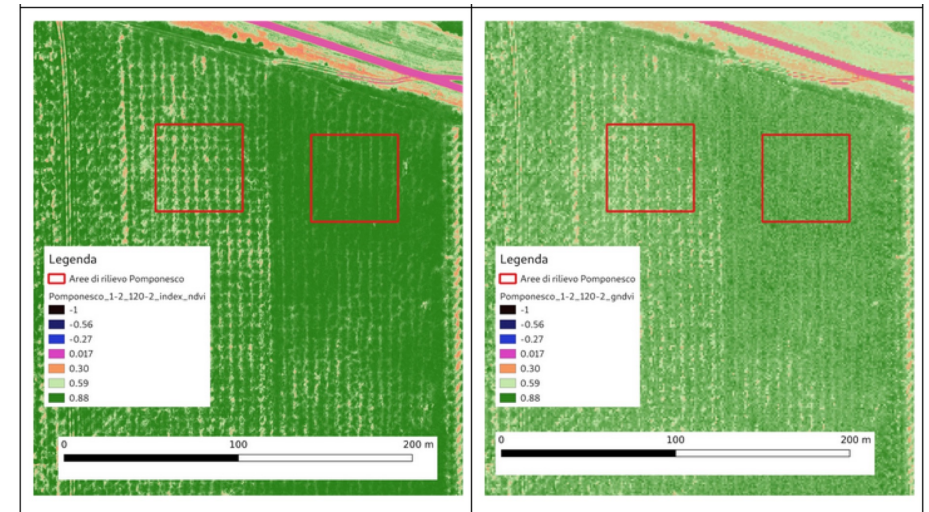 Legenda
Aree di rilievo Pomponesco
Pomponesco_1-2_120-2_index_ndvi
-1
-0.56
-0.27
0.017
0.30
0.59
0.88
0 100 200 m
Legenda
Aree di rilievo Pomponesco
Pomponesco_1-2_120-2_gndvi
-1
-0.56
-0.27
0.017
0.30
0.59
0.88
0 100 200 m